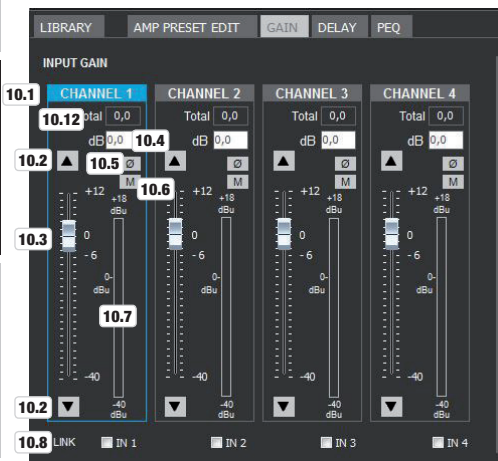 LIBRARY AMP PRESET EDIT GAIN DELAY PEQ
INPUT GAIN
10.1 CHANNEL 1 CHANNEL 2 CHANNEL 3 CHANNEL 4
10.12 otal 0,0 Total 0,0 Total 0,0 Total 0,0
dB 0,0 10.4 dB 0,0 dB 0,0 dB 0,0
10.2 ▲ 10.5 Ø ▲ Ø ▲ Ø ▲ Ø
M 10.6 M M M
+12 +18 +12 +18 +12 +18 +12 +18
dBu dBu dBu dBu
10.3 0 0 0 0
-6 -6 -6 -6
0- 0- 0- 0-
dBu dBu dBu dBu
10.7
-40 -40 -40 -40
10.2 ▼ -40 ▼ -40 ▼ -40 ▼ -40
dBu dBu dBu dBu
10.8 LINK IN 1 IN 2 IN 3 IN 4